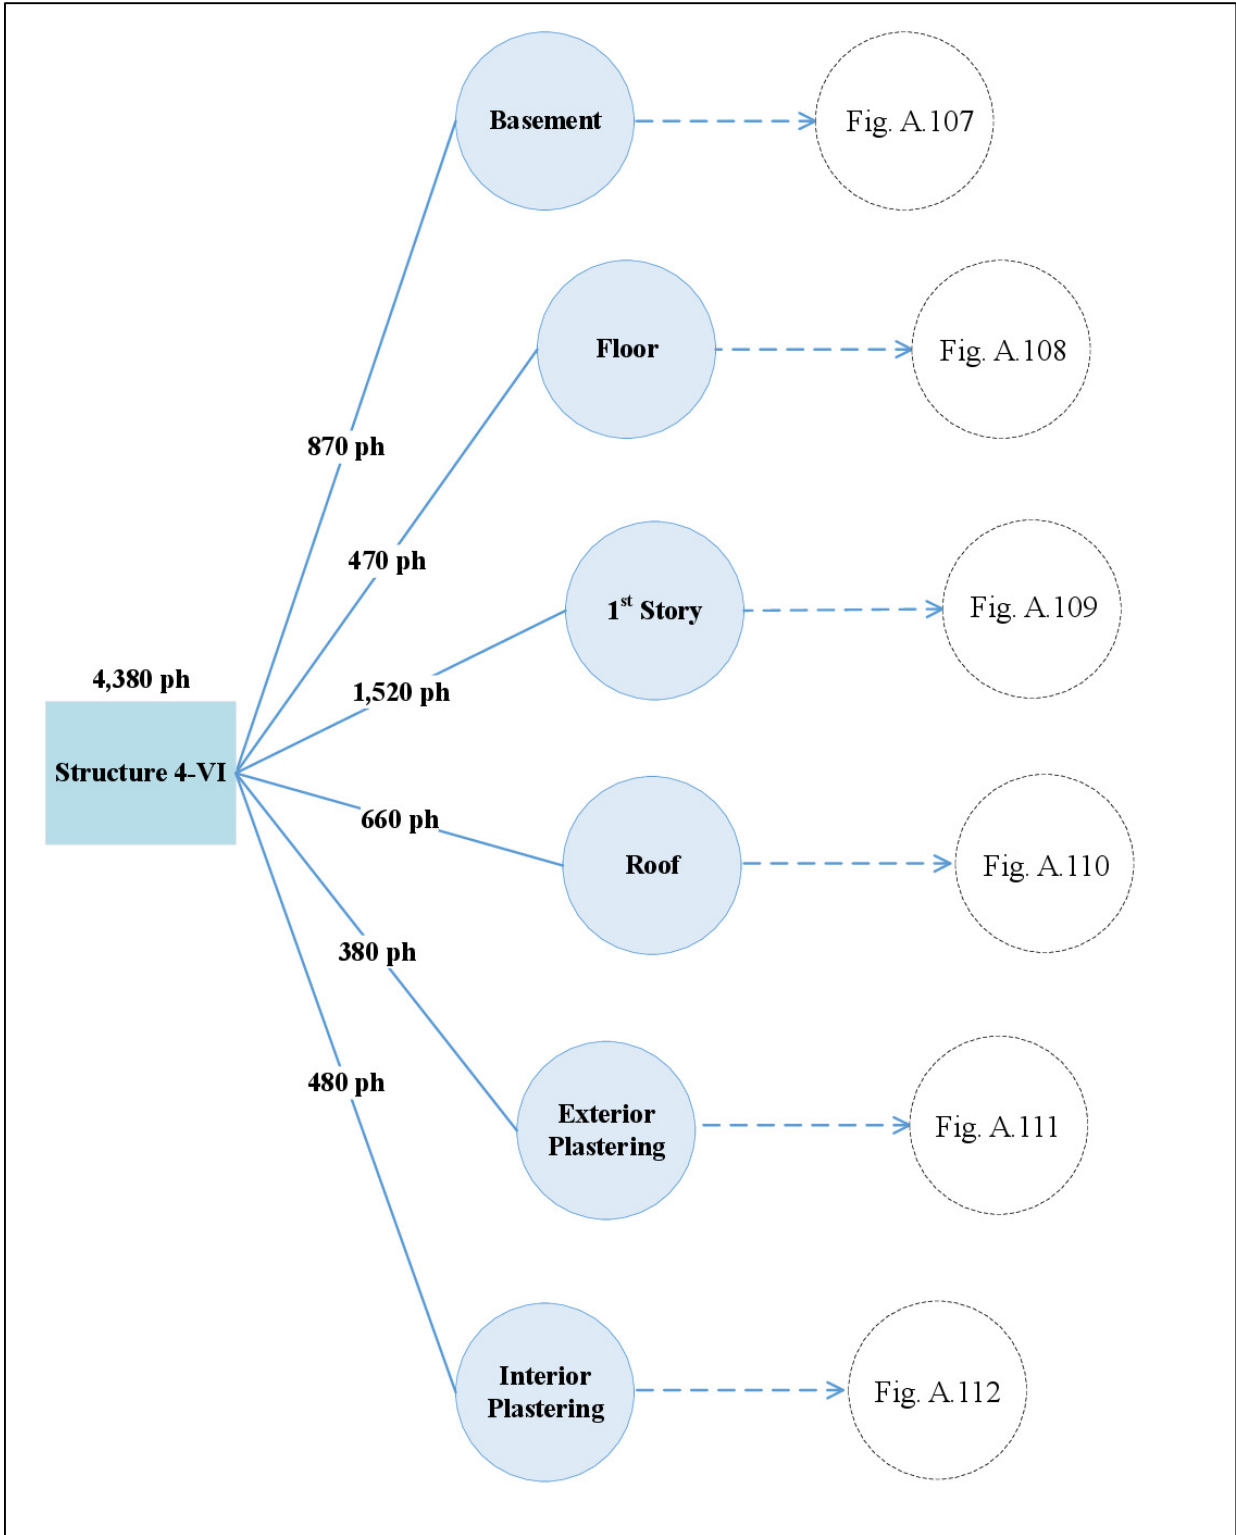 Basement
Fig. A.107
Floor
Fig. A.108
870 ph
470 ph
1st Story
Fig. A.109
4,380 ph
1,520 ph
Structure 4-VI
660 ph
Roof
Fig. A.110
380 ph
480 ph
Exterior
Plastering
Fig. A.111
Interior
Plastering
Fig. A.112